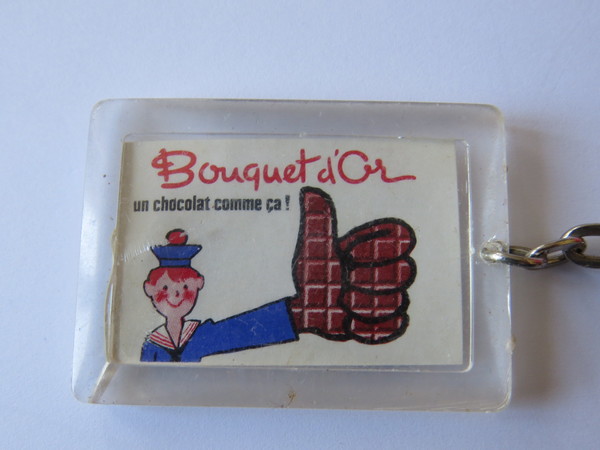 Bouquet d'Or
un chocolat comme ça !